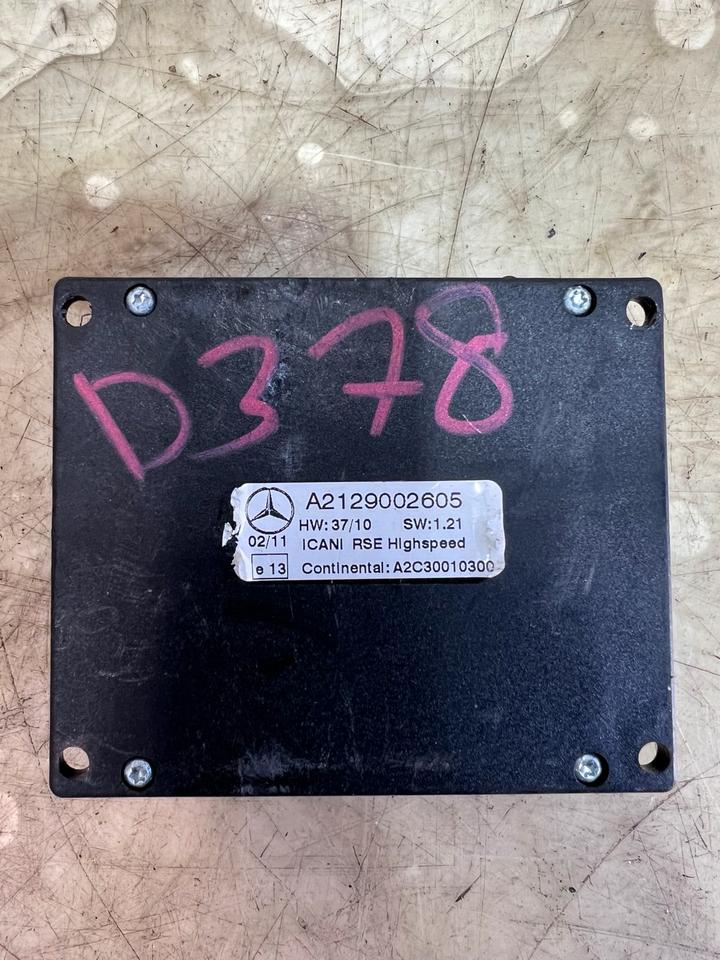 D378
A2129002605
HW: 37/10 SW: 1.21
02/11 ICANI RSE Highspeed
e 13 Continental: A2C30010300